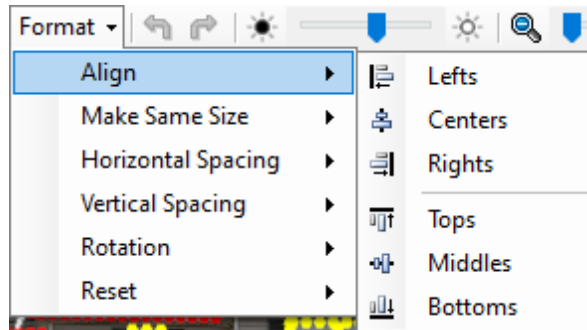 Format
Align
Make Same Size
Horizontal Spacing
Vertical Spacing
Rotation
Reset
Lefts
Centers
Rights
Tops
Middles
Bottoms